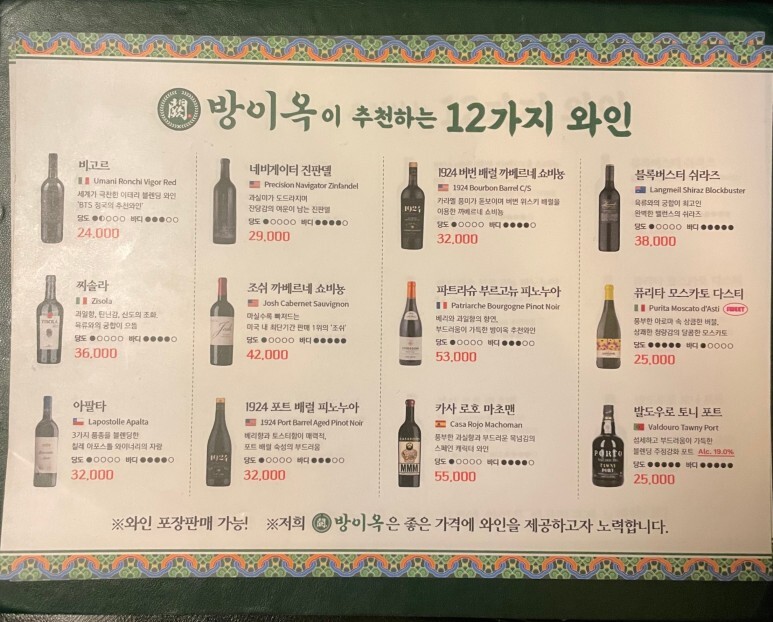 闕 방이옥이 추천하는 12가지 와인
비고르
Umani Ronchi Vigor Red
세계가 극찬한 이태리 블렌딩 와인
'BTS 정국의 추천와인'
당도 바디
24,000
네비게이터 진판델
Precision Navigator Zinfandel
과실미가 도드라지며
진당감의 여운이 남는 진판델
당도 바디
29,000
1924 버번 배럴 까베르네 쇼비뇽
1924 Bourbon Barrel C/S
카라멜 풍미가 돋보이며 버번 위스키 배럴을
이용한 까베르네 쇼비뇽
당도 바디
32,000
블록버스터 쉬라즈
Langmeil Shiraz Blockbuster
육류와의 궁합이 최고인
완벽한 밸런스의 쉬라즈
당도 바디
38,000
찌솔라
Zisola
과일향, 탄닌감, 산도의 조화.
육류와의 궁합이 으뜸
당도 바디
36,000
조쉬 까베르네 쇼비뇽
Josh Cabernet Sauvignon
마실수록 빠져드는
미국 내 최단기간 판매 1위의 '조쉬'
당도 바디
42,000
파트리슈 부르고뉴 피노누아
Patriarche Bourgogne Pinot Noir
베리와 과일향의 향연,
부드러움이 가득한 방이옥 추천와인
당도 바디
53,000
퓨리타 모스카토 다스티
Purita Moscato d'Asti SWEET
풍부한 아로마 속 상큼한 버블,
상쾌한 청량감의 달콤한 모스카토
당도 바디
25,000
아팔타
Lapostolle Apalta
3가지 품종을 블렌딩한
칠레 아포스톨 와이너리의 자랑
당도 바디
32,000
1924 포트 배럴 피노누아
1924 Port Barrel Aged Pinot Noir
베리향과 토스터향이 매력적,
포트 배럴 숙성의 부드러움
당도 바디
32,000
카사 로호 마초맨
Casa Rojo Machoman
풍부한 과실향과 부드러운 목넘김의
스페인 캐릭터 와인
당도 바디
55,000
발도우로 토니 포트
Valdouro Tawny Port
섬세하고 부드러움이 가득한
블렌딩 주정강화 포트 Alc. 19.0%
당도 바디
25,000
※와인 포장판매 가능! ※저희 闕 방이옥은 좋은 가격에 와인을 제공하고자 노력합니다.